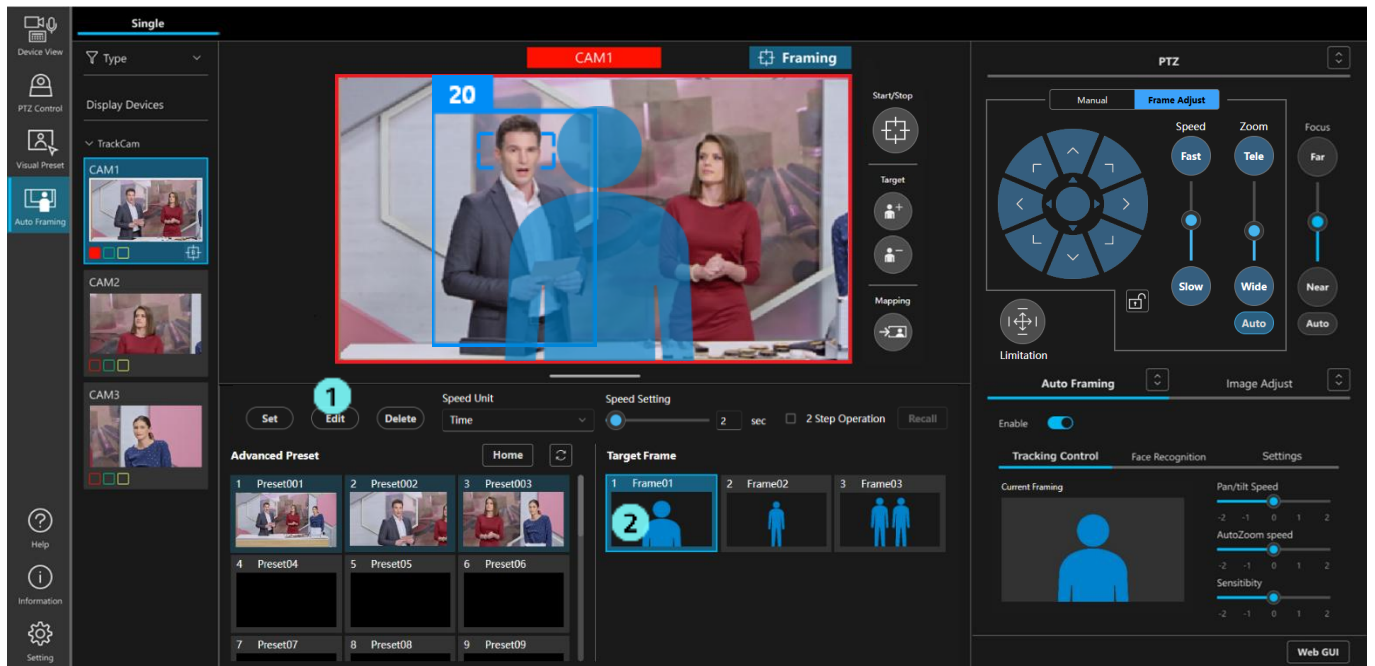 Device View
PTZ Control
Visual Preset
Auto Framing
Help
Information
Setting
Single
Type
Display Devices
TrackCam
CAM1
CAM2
CAM3
CAM1
Framing
20
Start/Stop
Target
Mapping
1
Set
Edit
Delete
Speed Unit
Time
Speed Setting
2 sec
2 Step Operation
Recall
Advanced Preset
Home
1 Preset001
2 Preset002
3 Preset003
4 Preset04
5 Preset05
6 Preset06
7 Preset07
8 Preset08
9 Preset09
Target Frame
1 Frame01
2 Frame02
3 Frame03
2
PTZ
Manual
Frame Adjust
Speed
Zoom
Focus
Fast
Tele
Far
Slow
Wide
Near
Auto
Auto
Limitation
Auto Framing
Image Adjust
Enable
Tracking Control
Face Recognition
Settings
Current Framing
Pan/tilt Speed
-2 -1 0 1 2
AutoZoom speed
-2 -1 0 1 2
Sensitibity
-2 -1 0 1 2
Web GUI